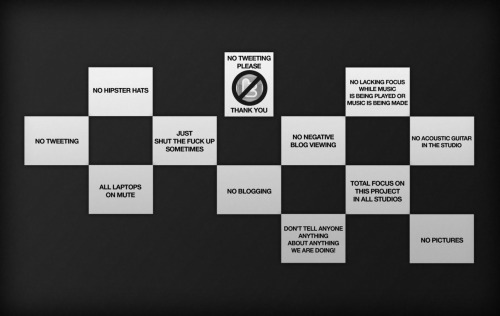 NO TWEETING
PLEASE
THANK YOU
NO HIPSTER HATS
NO LACKING FOCUS
WHILE MUSIC
IS BEING PLAYED OR
MUSIC IS BEING MADE
NO TWEETING
JUST
SHUT THE FUCK UP
SOMETIMES
NO NEGATIVE
BLOG VIEWING
NO ACOUSTIC GUITAR
IN THE STUDIO
ALL LAPTOPS
ON MUTE
NO BLOGGING
TOTAL FOCUS ON
THIS PROJECT
IN ALL STUDIOS
DON'T TELL ANYONE
ANYTHING
ABOUT ANYTHING
WE ARE DOING!
NO PICTURES